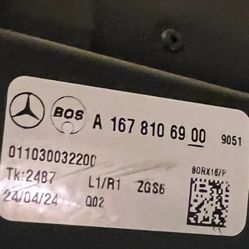 BOS A 167 810 69 00 9051
011030032200
80RX16/P
Tk:2487 L1/R1 ZGS6
24/04/24 Q02